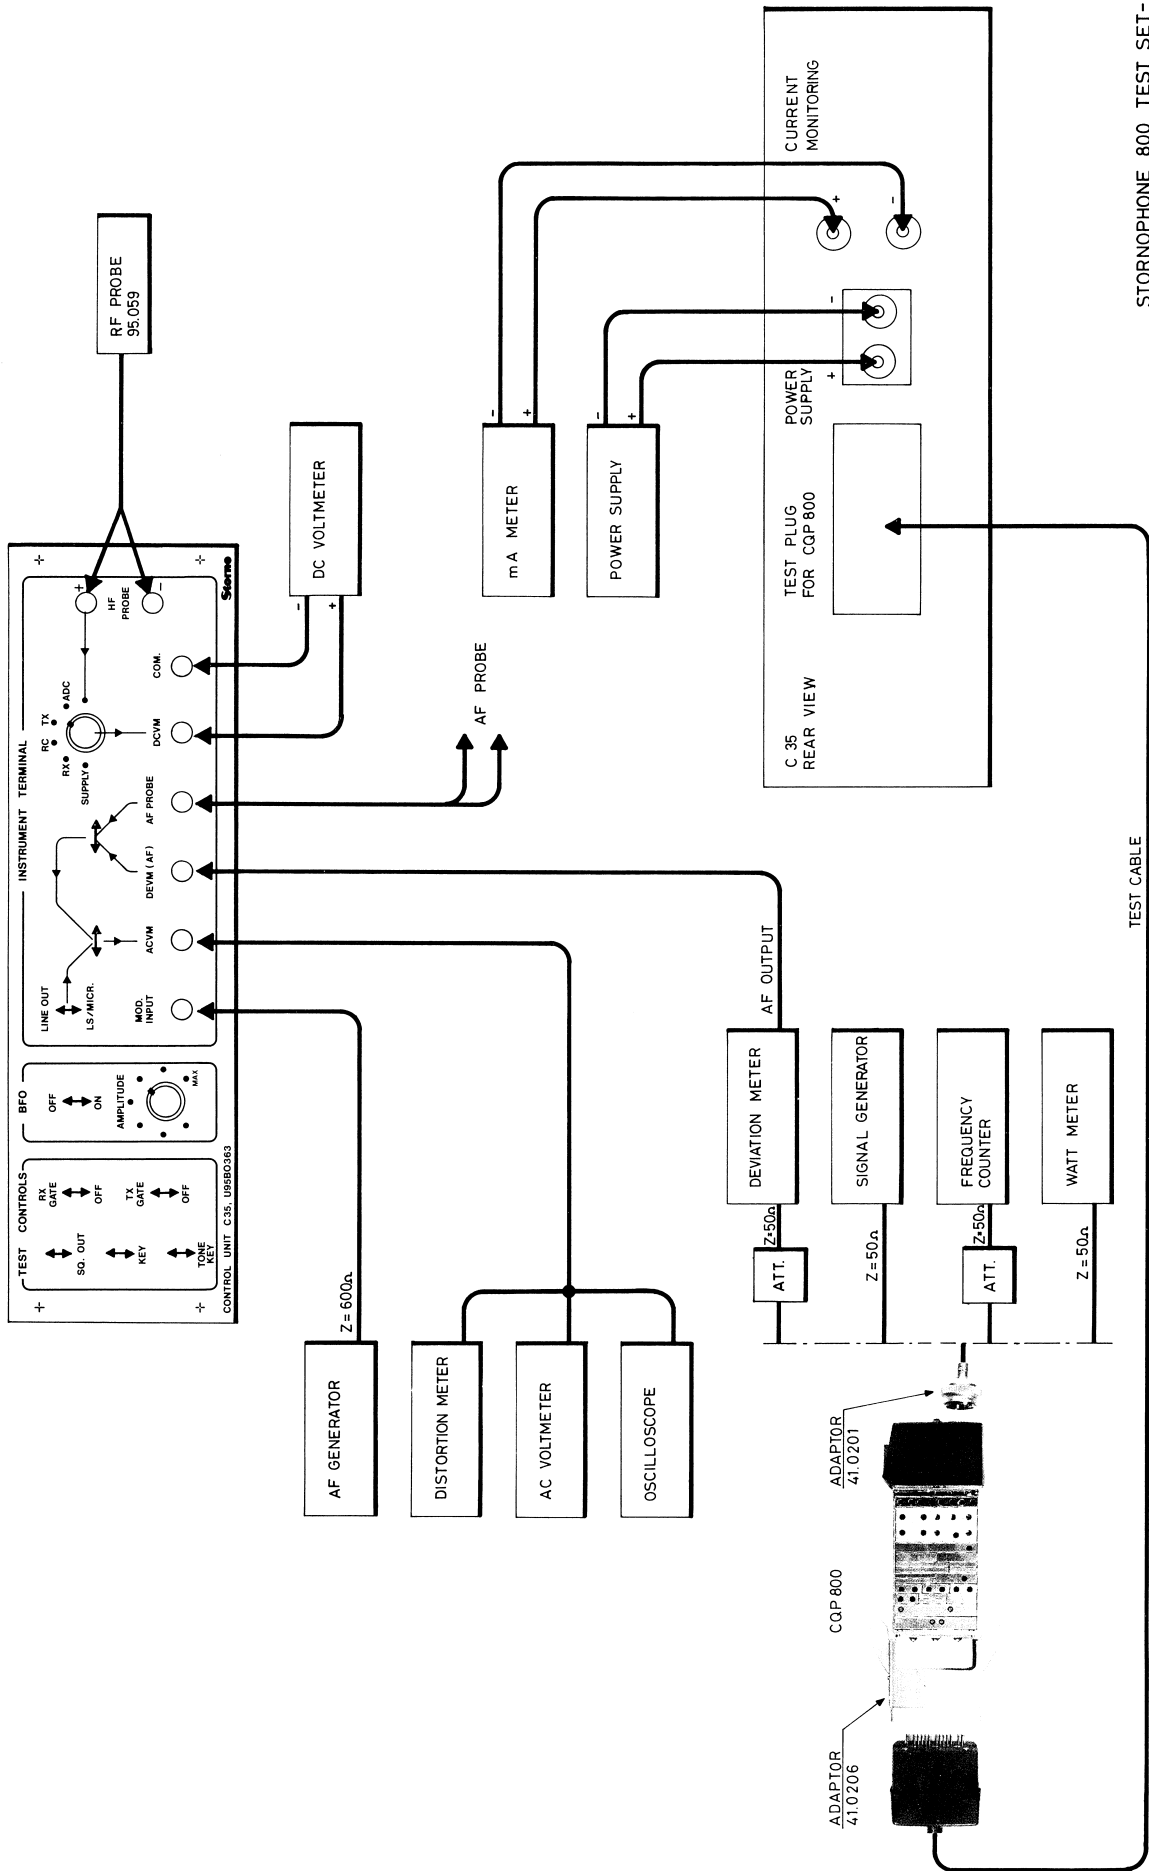 TEST CONTROLS
SQ. OUT
KEY
TONE
KEY
RX
GATE
OFF
TX
GATE
OFF
BFO
OFF
ON
AMPLITUDE
MAX
INSTRUMENT TERMINAL
LINE OUT
LS/MICR.
MOD.
INPUT
ACVM
DEVM (AF)
AF PROBE
SUPPLY
RX
RC
TX
ADC
DCVM
COM.
HF
PROBE
+
-
CONTROL UNIT C35, U95B0363
Storno
RF PROBE
95.059
AF GENERATOR
Z = 600Ω
DISTORTION METER
AC VOLTMETER
OSCILLOSCOPE
DC VOLTMETER
-
+
AF PROBE
mA METER
-
+
POWER SUPPLY
-
+
DEVIATION METER
AF OUTPUT
Z=50Ω
ATT.
SIGNAL GENERATOR
Z=50Ω
FREQUENCY
COUNTER
Z=50Ω
ATT.
WATT METER
Z=50Ω
C 35
REAR VIEW
TEST PLUG
FOR CQP800
POWER
SUPPLY
+
-
CURRENT
MONITORING
+
-
ADAPTOR
41.0206
CQP 800
ADAPTOR
41.0201
TEST CABLE
STORNOPHONE 800 TEST SET-